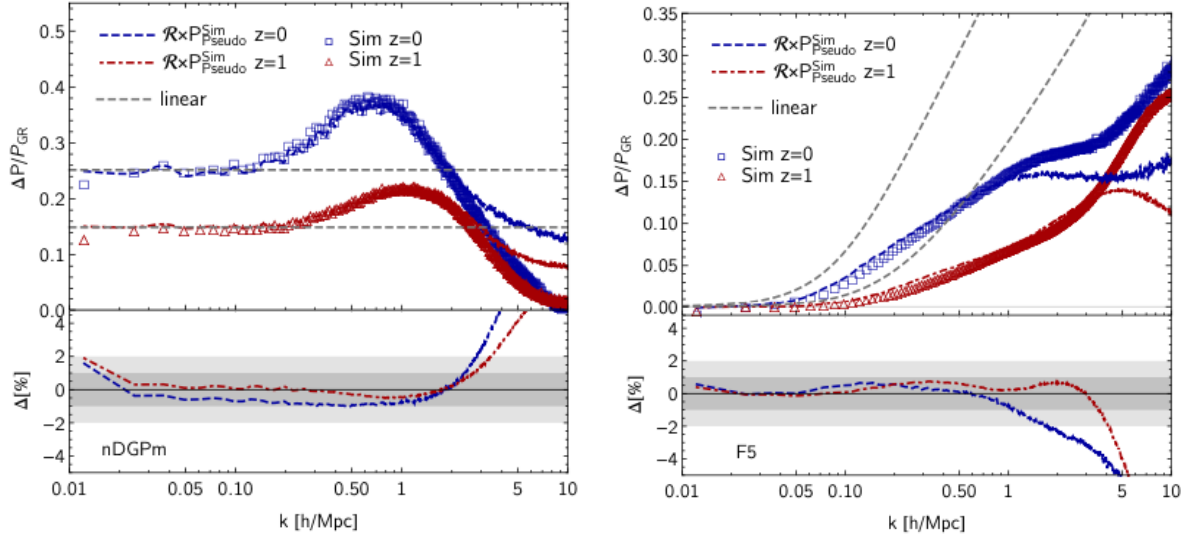 0.5
0.4
0.3
0.2
0.1
0.0
ΔP/P_GR
ℛ×P^Sim_Pseudo z=0
ℛ×P^Sim_Pseudo z=1
linear
Sim z=0
Sim z=1
4
2
0
−2
−4
Δ[%]
nDGPm
0.01 0.05 0.10 0.50 1 5 10
k [h/Mpc]
0.35
0.30
0.25
0.20
0.15
0.10
0.05
0.00
ΔP/P_GR
ℛ×P^Sim_Pseudo z=0
ℛ×P^Sim_Pseudo z=1
linear
Sim z=0
Sim z=1
4
2
0
−2
−4
Δ[%]
F5
0.01 0.05 0.10 0.50 1 5 10
k [h/Mpc]